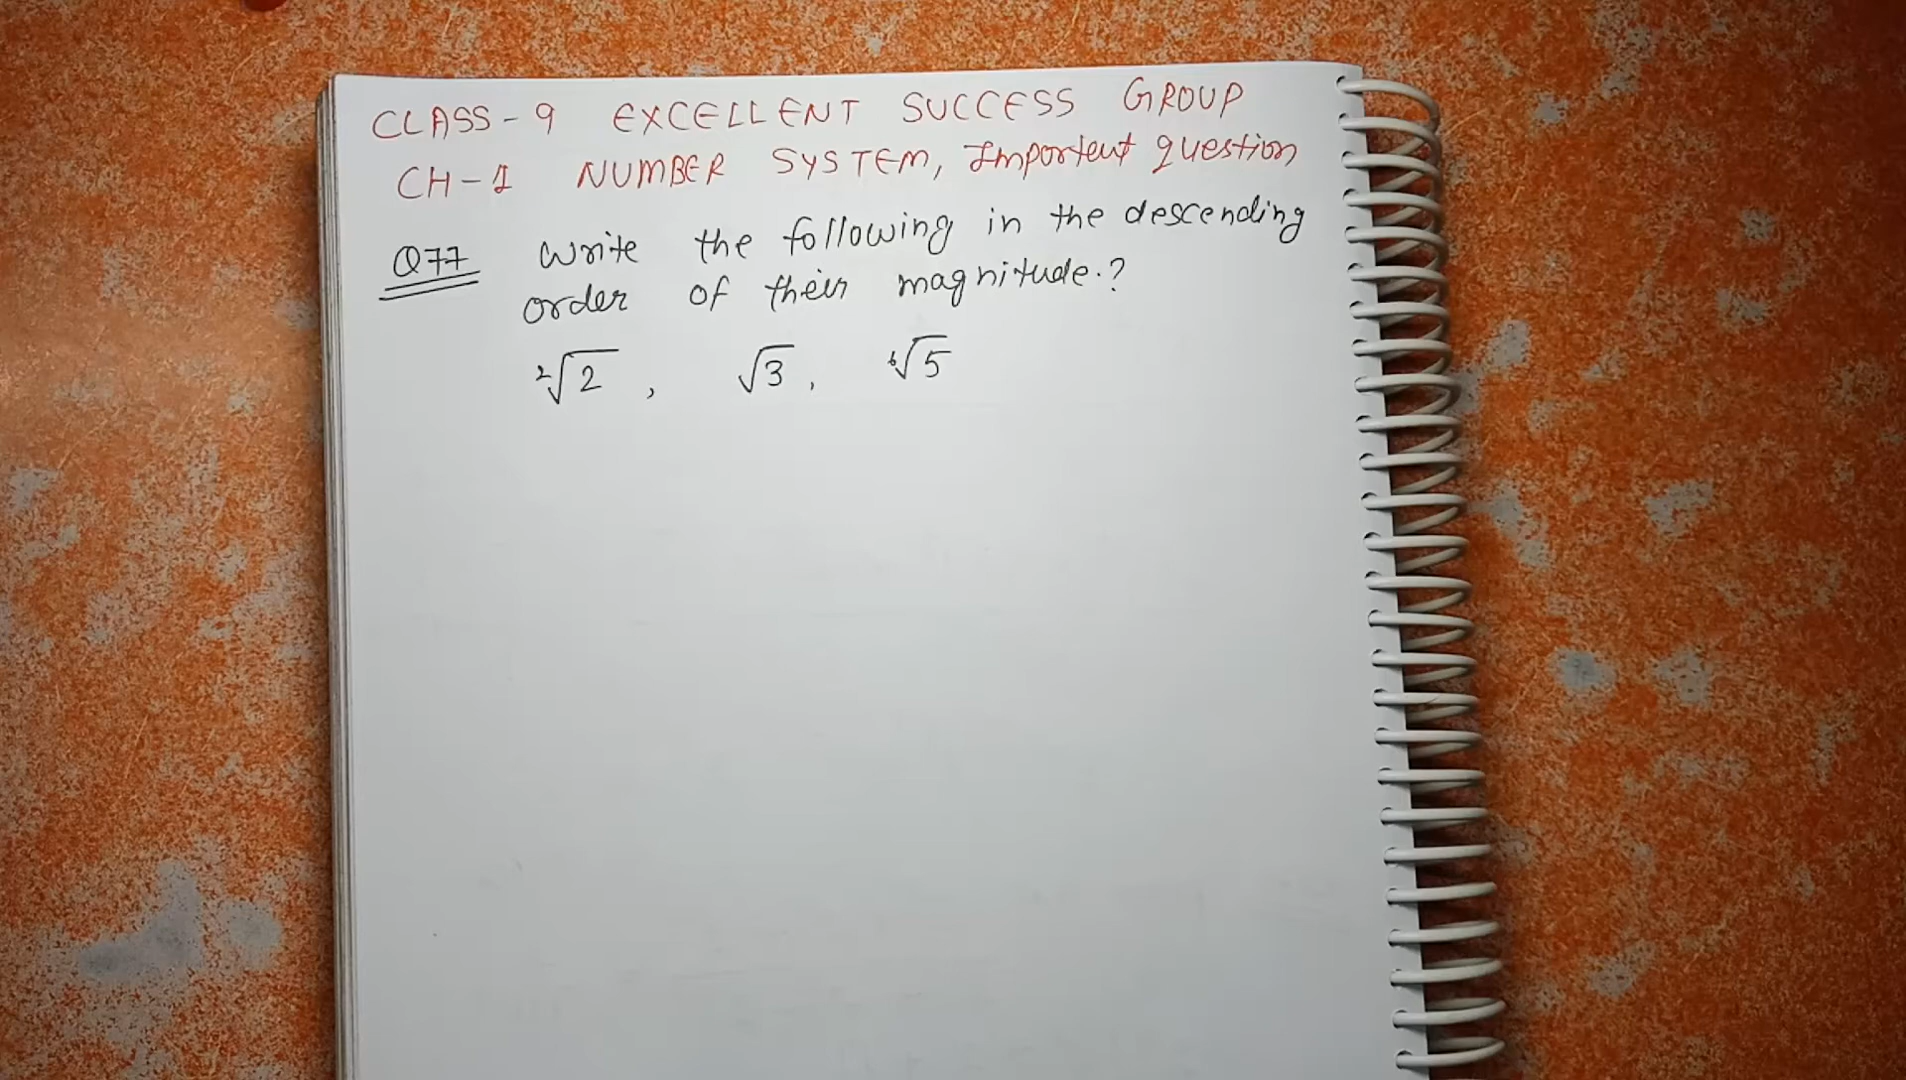 CLASS-9 EXCELLENT SUCCESS GROUP
CH-1 NUMBER SYSTEM, Important question
Q77 Write the following in the descending
order of their magnitude.?
²√2, √3, ⁶√5